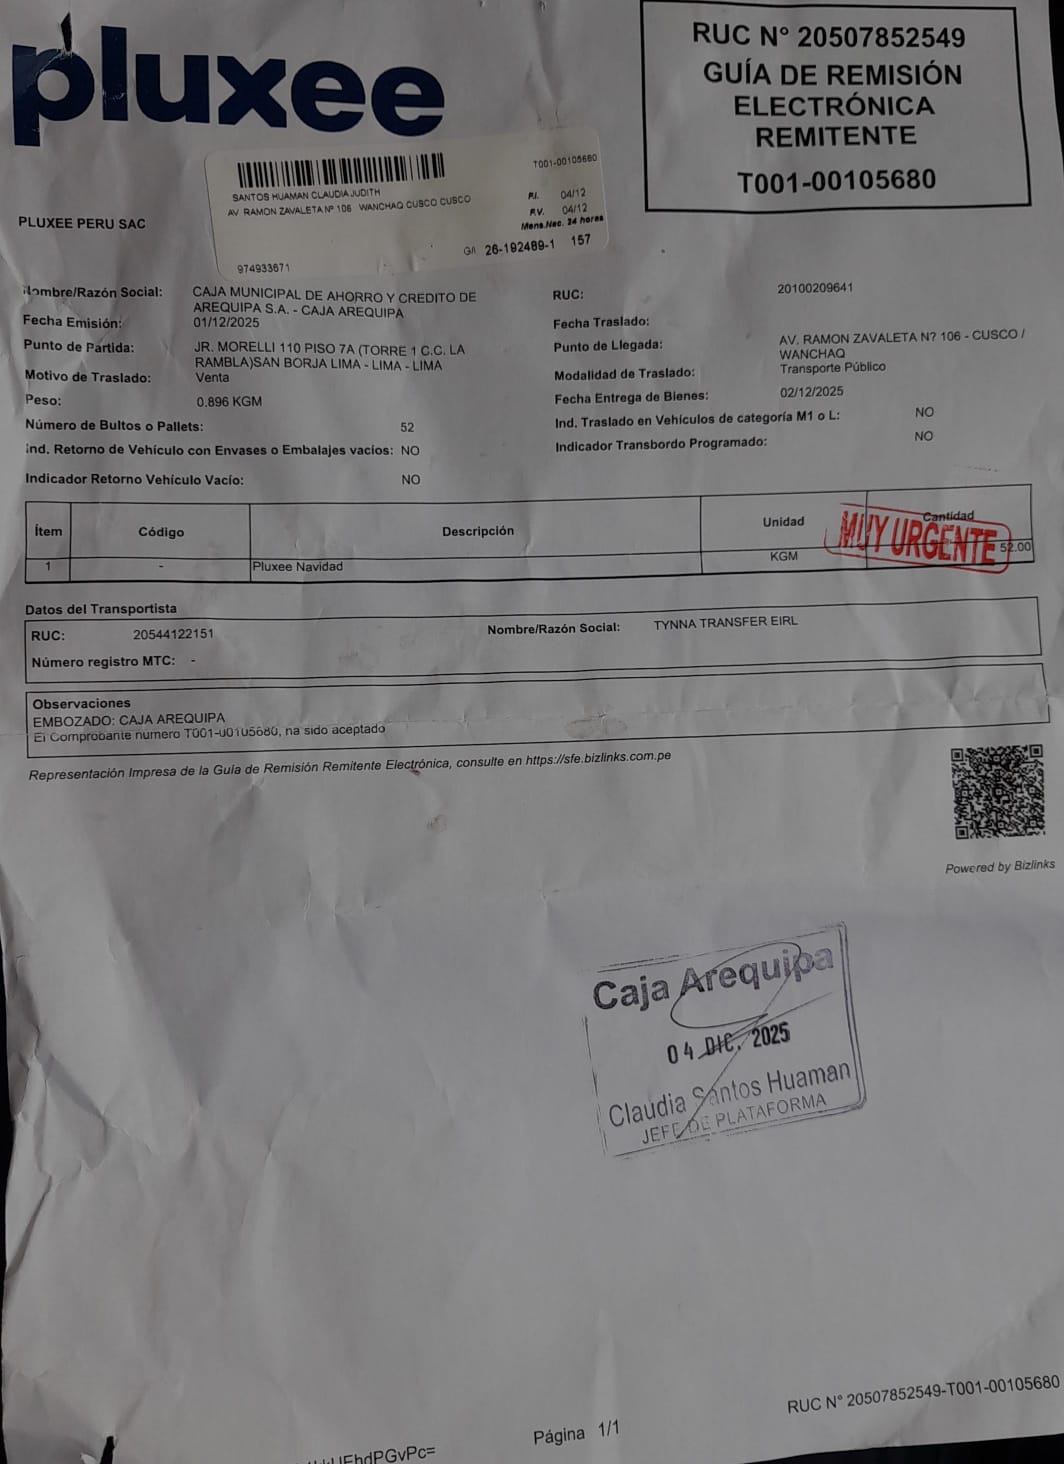 pluxee
RUC N° 20507852549
GUÍA DE REMISIÓN
ELECTRÓNICA
REMITENTE
T001-00105680
T001-00105680
SANTOS HUAMAN CLAUDIA JUDITH
AV RAMON ZAVALETA Nº 106 WANCHAQ CUSCO CUSCO
P.I. 04/12
P.V. 04/12
Mens.Nac. 24 horas
G/I 26-192489-1 157
974933671
PLUXEE PERU SAC
Nombre/Razón Social: CAJA MUNICIPAL DE AHORRO Y CREDITO DE
AREQUIPA S.A. - CAJA AREQUIPA
RUC: 20100209641
Fecha Emisión: 01/12/2025
Fecha Traslado:
Punto de Partida: JR. MORELLI 110 PISO 7A (TORRE 1 C.C. LA
RAMBLA)SAN BORJA LIMA - LIMA - LIMA
Punto de Llegada: AV. RAMON ZAVALETA N? 106 - CUSCO /
WANCHAQ
Motivo de Traslado: Venta
Modalidad de Traslado: Transporte Público
Peso: 0.896 KGM
Fecha Entrega de Bienes: 02/12/2025
Número de Bultos o Pallets: 52
Ind. Traslado en Vehículos de categoría M1 o L: NO
Ind. Retorno de Vehículo con Envases o Embalajes vacíos: NO
Indicador Transbordo Programado: NO
Indicador Retorno Vehículo Vacío: NO
Ítem Código Descripción Unidad Cantidad
1 - Pluxee Navidad KGM 52.00
MUY URGENTE
Datos del Transportista
RUC: 20544122151 Nombre/Razón Social: TYNNA TRANSFER EIRL
Número registro MTC: -
Observaciones
EMBOZADO: CAJA AREQUIPA
El Comprobante número T001-00105680, ha sido aceptado
Representación Impresa de la Guía de Remisión Remitente Electrónica, consulte en https://sfe.bizlinks.com.pe
Powered by Bizlinks
Caja Arequipa
04 DIC. 2025
Claudia Santos Huaman
JEFE DE PLATAFORMA
RUC N° 20507852549-T001-00105680
Página 1/1